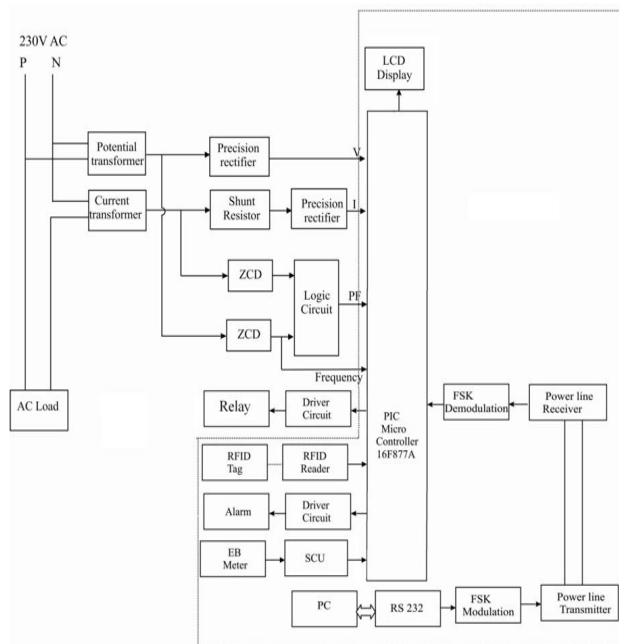 230V AC
P N
LCD
Display
Potential
transformer
Precision
rectifier
V
Current
transformer
Shunt
Resistor
Precision
rectifier
I
ZCD
Logic
Circuit
PF
ZCD
Frequency
AC Load
Relay
Driver
Circuit
PIC
Micro
Controller
16F877A
FSK
Demodulation
Power line
Receiver
RFID
Tag
RFID
Reader
Alarm
Driver
Circuit
EB
Meter
SCU
PC
RS 232
FSK
Modulation
Power line
Transmitter